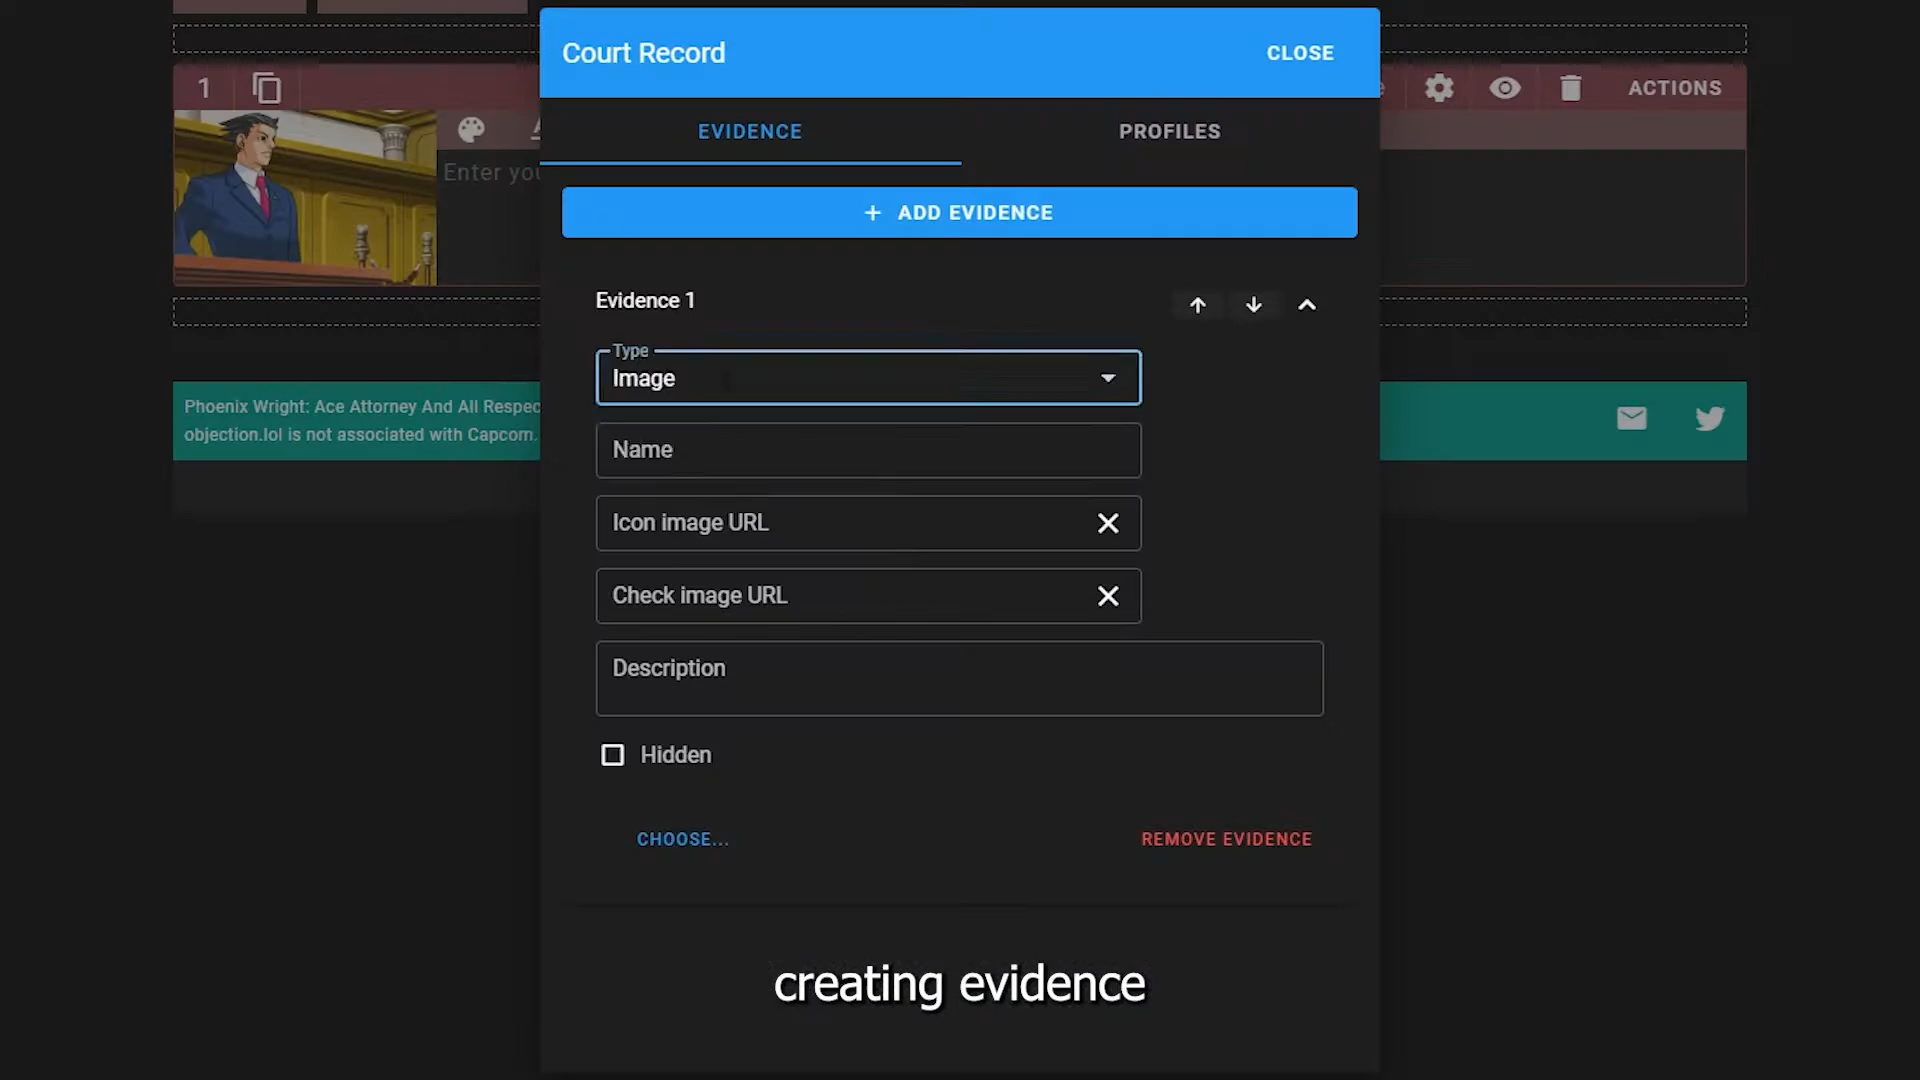 Court Record
CLOSE
1
ACTIONS
EVIDENCE
PROFILES
Enter you
+ ADD EVIDENCE
Evidence 1
Type
Image
Name
Icon image URL
Check image URL
Description
Hidden
CHOOSE...
REMOVE EVIDENCE
Phoenix Wright: Ace Attorney And All Respec
objection.lol is not associated with Capcom.
creating evidence